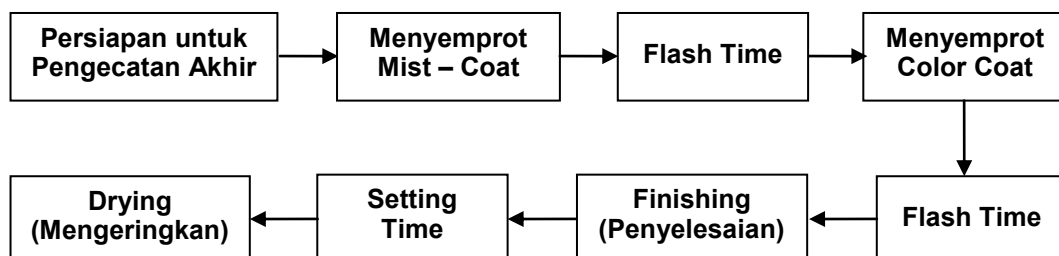 Persiapan untuk
Pengecatan Akhir
Menyemprot
Mist – Coat
Flash Time
Menyemprot
Color Coat
Drying
(Mengeringkan)
Setting
Time
Finishing
(Penyelesaian)
Flash Time